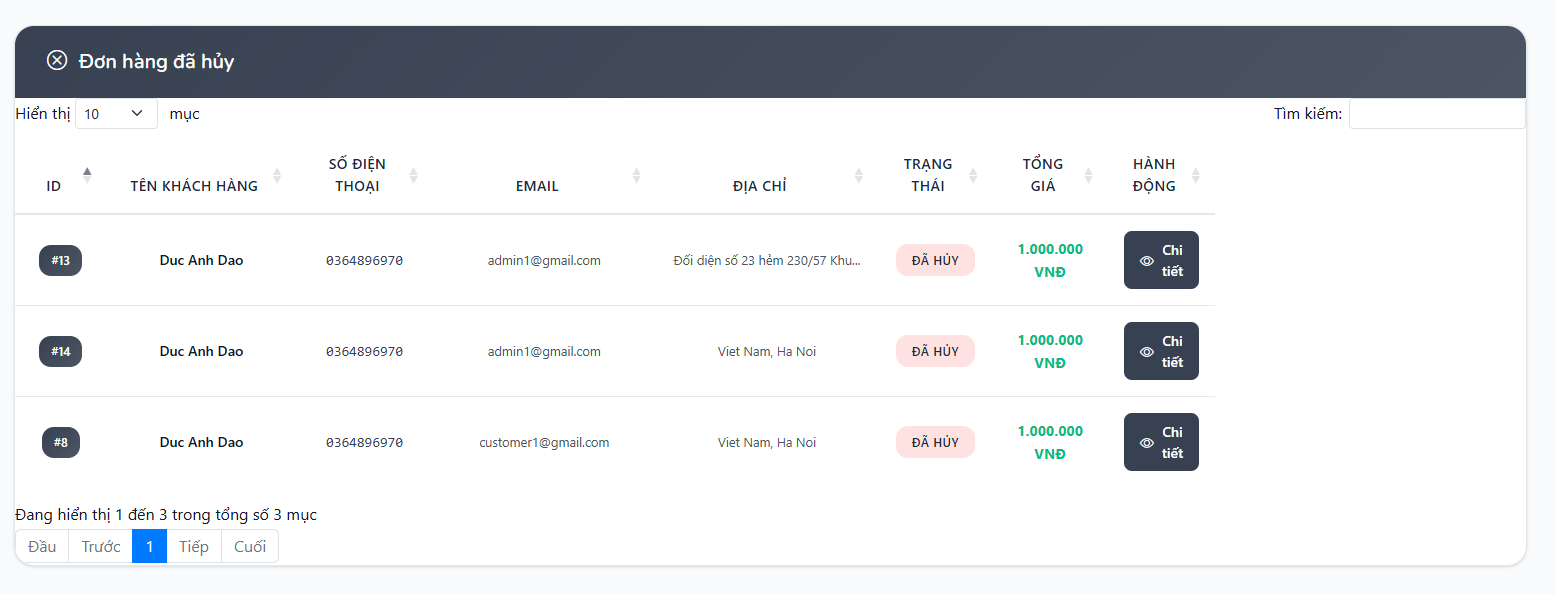 Đơn hàng đã hủy
Hiển thị 10 mục
Tìm kiếm:
ID TÊN KHÁCH HÀNG SỐ ĐIỆN THOẠI EMAIL ĐỊA CHỈ TRẠNG THÁI TỔNG GIÁ HÀNH ĐỘNG
#13 Duc Anh Dao 0364896970 admin1@gmail.com Đối diện số 23 hẻm 230/57 Khu... ĐÃ HỦY 1.000.000 VNĐ Chi tiết
#14 Duc Anh Dao 0364896970 admin1@gmail.com Viet Nam, Ha Noi ĐÃ HỦY 1.000.000 VNĐ Chi tiết
#8 Duc Anh Dao 0364896970 customer1@gmail.com Viet Nam, Ha Noi ĐÃ HỦY 1.000.000 VNĐ Chi tiết
Đang hiển thị 1 đến 3 trong tổng số 3 mục
Đầu Trước 1 Tiếp Cuối